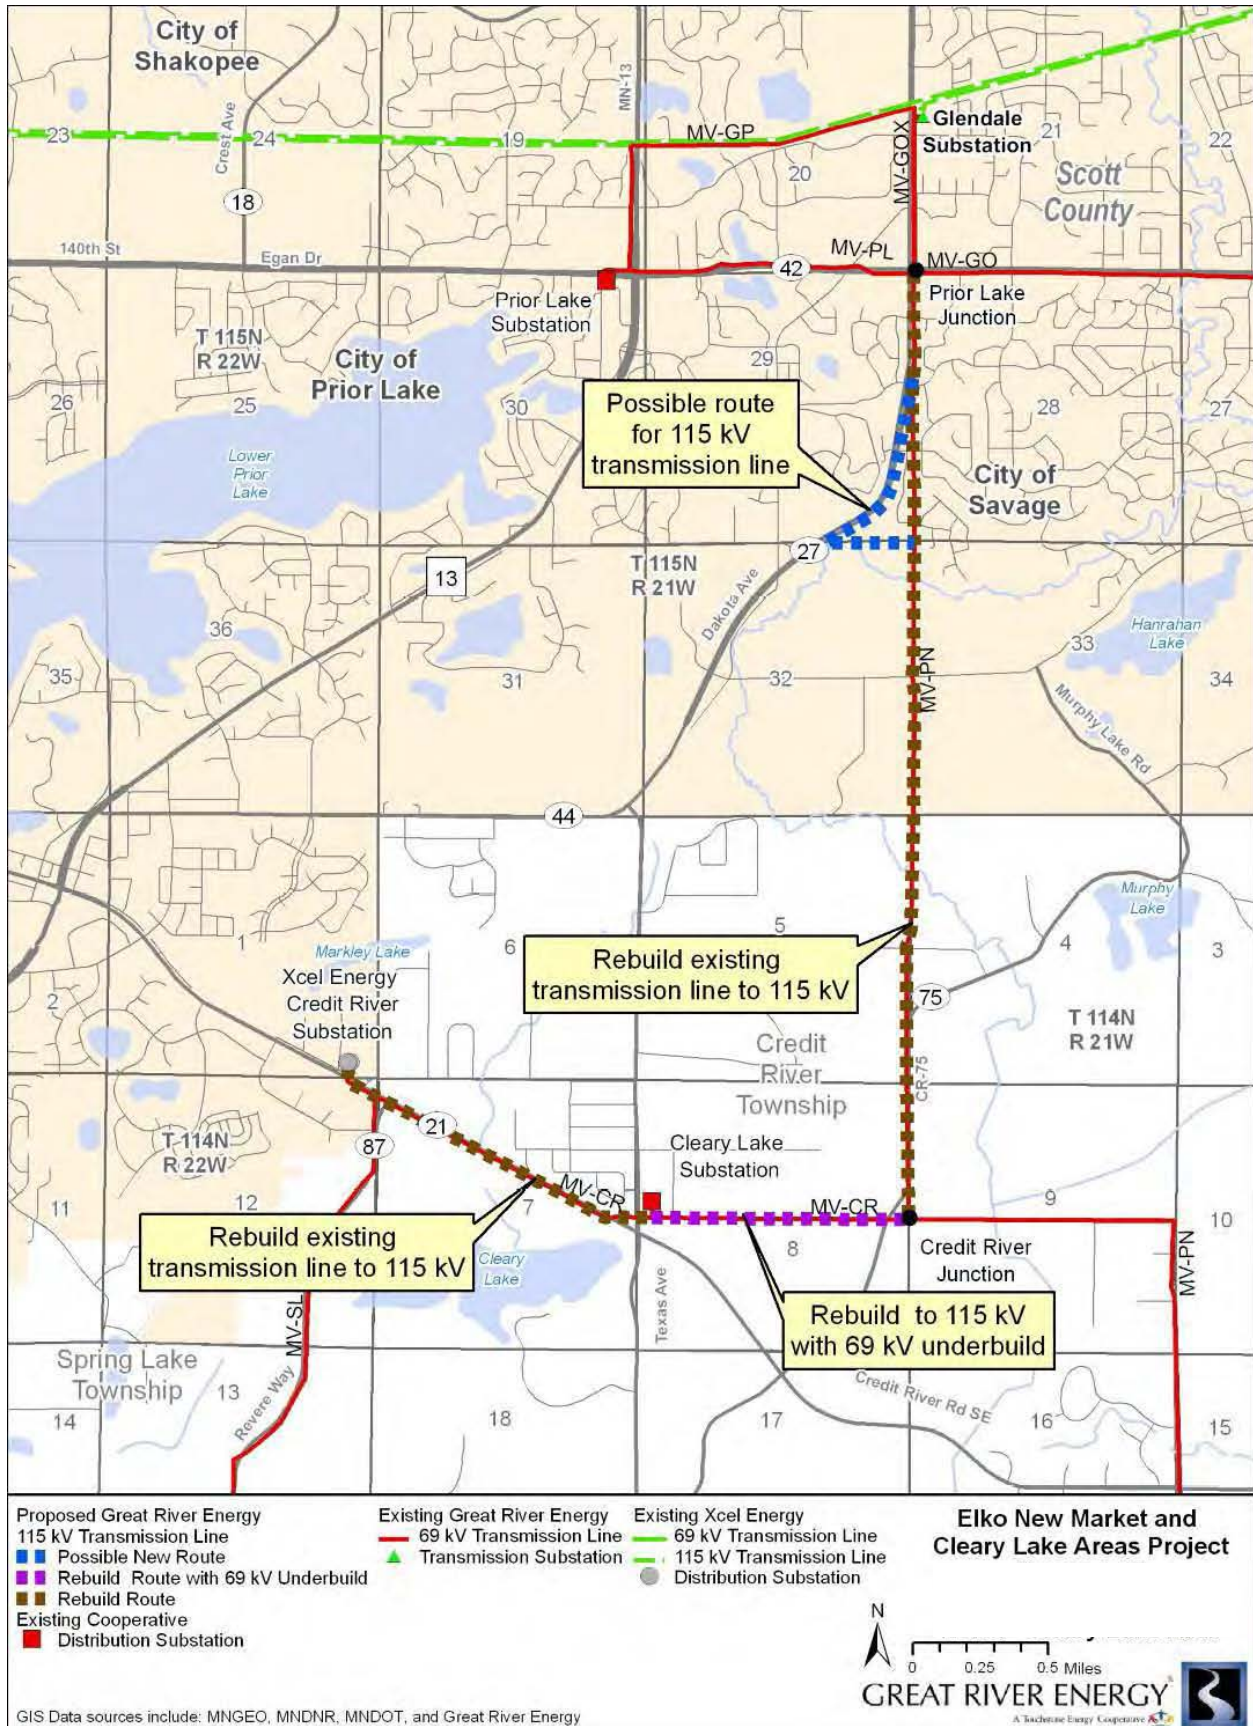 City of
Shakopee
MN-13
Crest Ave
23
24
19
MV-GP
Glendale
Substation
21
22
20
MV-GOX
Scott
County
18
140th St
Egan Dr
MV-PL
42
MV-GO
Prior Lake
Substation
Prior Lake
Junction
T 115N
R 22W
City of
Prior Lake
29
26
25
30
28
27
Possible route
for 115 kV
transmission line
Lower
Prior
Lake
City of
Savage
27
T 115N
R 21W
13
Dakota Ave
36
33
Hanrahan
Lake
35
31
32
34
MV-PN
Murphy Lake Rd
44
Murphy
Lake
1
Markley Lake
6
5
4
3
Rebuild existing
transmission line to 115 kV
Xcel Energy
Credit River
Substation
2
75
T 114N
R 21W
Credit
River
Township
CR-75
21
87
T 114N
R 22W
Cleary Lake
Substation
MV-CR
MV-CR
11
12
7
8
9
10
Rebuild existing
transmission line to 115 kV
Cleary
Lake
Credit River
Junction
MV-PN
Texas Ave
Rebuild to 115 kV
with 69 kV underbuild
MV-SL
Spring Lake
Township
Revere Way
Credit River Rd SE
14
13
18
17
16
15
Proposed Great River Energy
115 kV Transmission Line
Possible New Route
Rebuild Route with 69 kV Underbuild
Rebuild Route
Existing Cooperative
Distribution Substation
Existing Great River Energy
69 kV Transmission Line
Transmission Substation
Existing Xcel Energy
69 kV Transmission Line
115 kV Transmission Line
Distribution Substation
Elko New Market and
Cleary Lake Areas Project
N
0 0.25 0.5 Miles
GREAT RIVER ENERGY
A Touchstone Energy Cooperative
GIS Data sources include: MNGEO, MNDNR, MNDOT, and Great River Energy